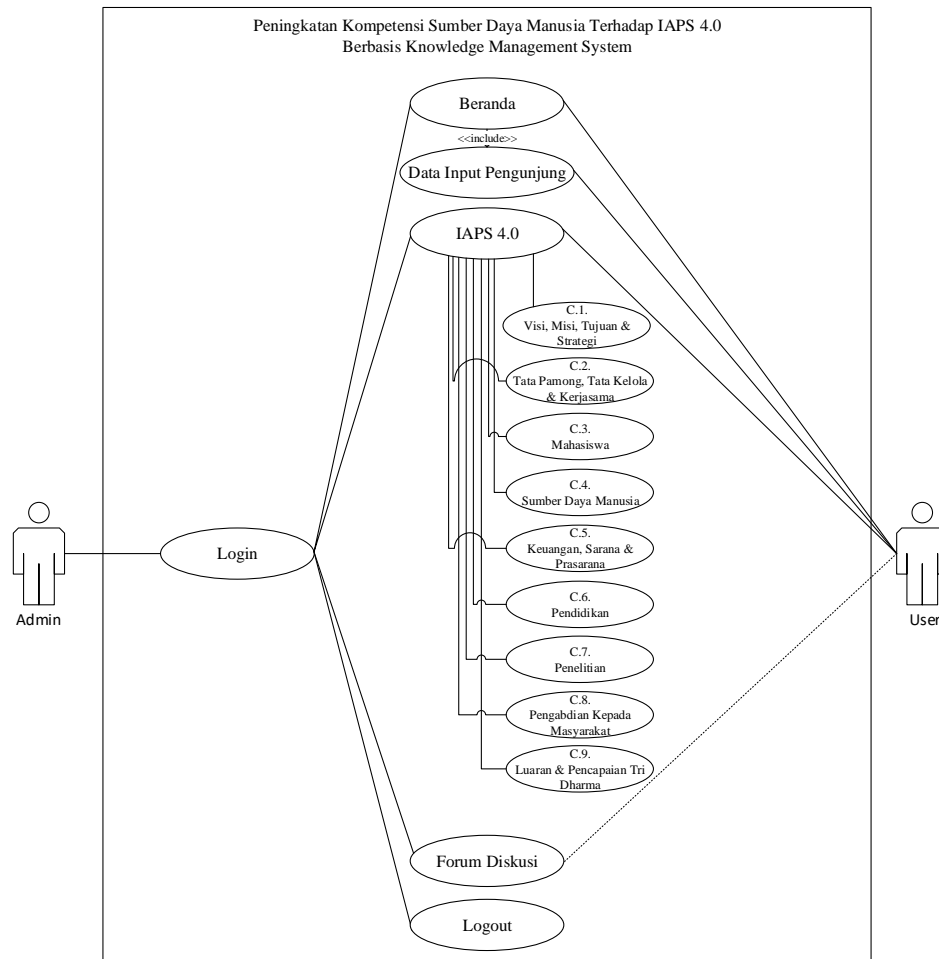 Peningkatan Kompetensi Sumber Daya Manusia Terhadap IAPS 4.0
Berbasis Knowledge Management System
Beranda
<<include>>
Data Input Pengunjung
IAPS 4.0
C.1.
Visi, Misi, Tujuan &
Strategi
C.2.
Tata Pamong, Tata Kelola
& Kerjasama
C.3.
Mahasiswa
C.4.
Sumber Daya Manusia
C.5.
Keuangan, Sarana &
Prasarana
C.6.
Pendidikan
C.7.
Penelitian
C.8.
Pengabdian Kepada
Masyarakat
C.9.
Luaran & Pencapaian Tri
Dharma
Login
Admin
User
Forum Diskusi
Logout